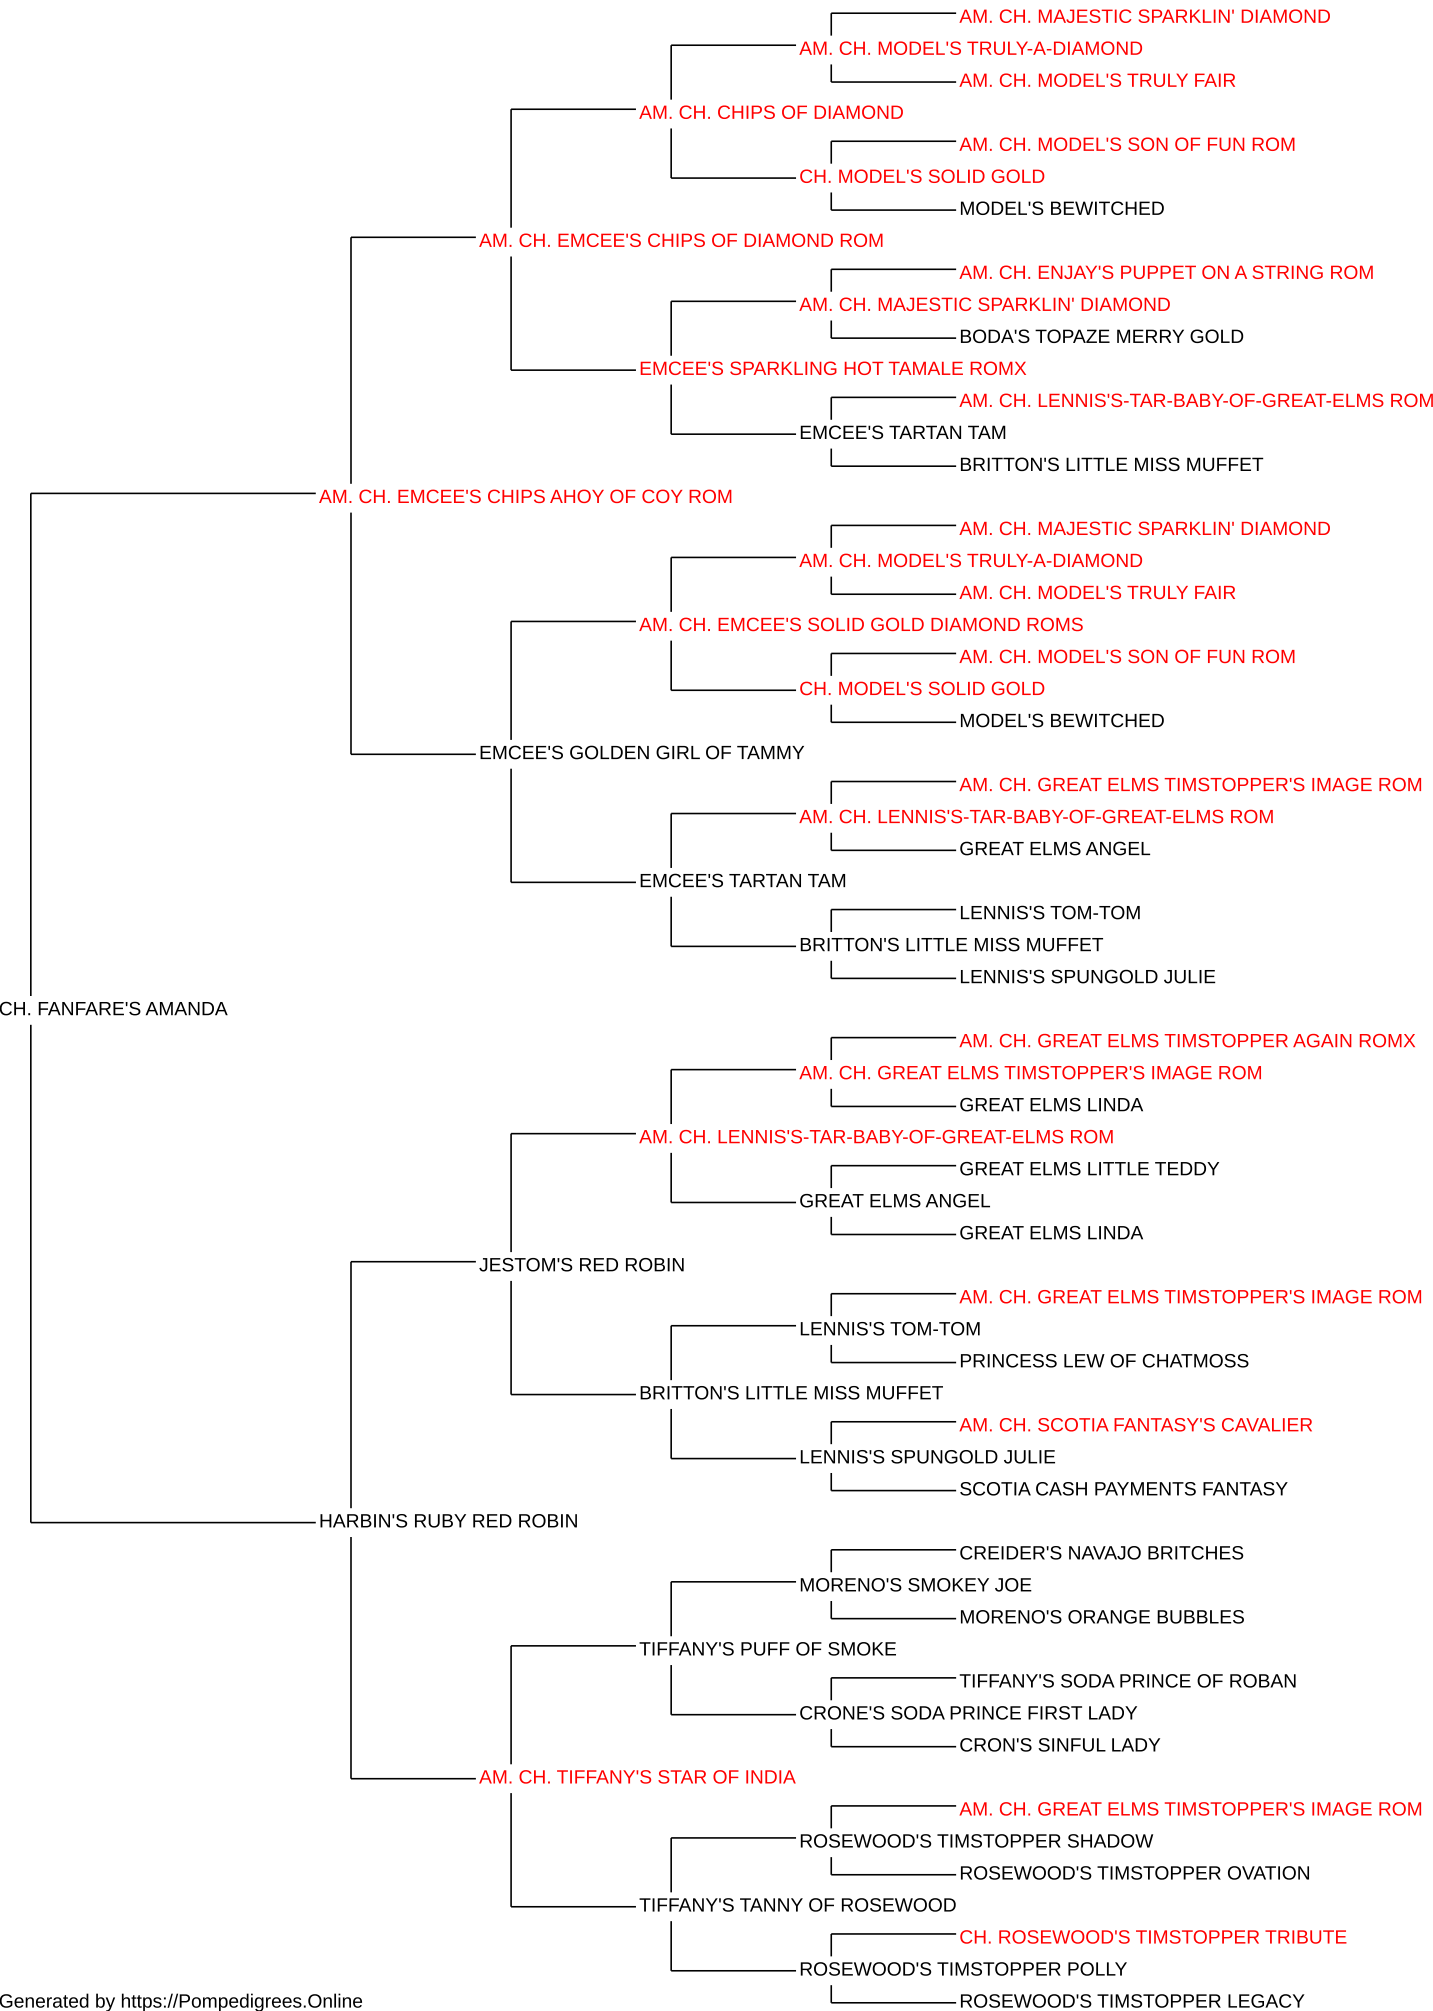 AM. CH. MAJESTIC SPARKLIN' DIAMOND
AM. CH. MODEL'S TRULY-A-DIAMOND
AM. CH. MODEL'S TRULY FAIR
AM. CH. CHIPS OF DIAMOND
AM. CH. MODEL'S SON OF FUN ROM
CH. MODEL'S SOLID GOLD
MODEL'S BEWITCHED
AM. CH. EMCEE'S CHIPS OF DIAMOND ROM
AM. CH. ENJAY'S PUPPET ON A STRING ROM
AM. CH. MAJESTIC SPARKLIN' DIAMOND
BODA'S TOPAZE MERRY GOLD
EMCEE'S SPARKLING HOT TAMALE ROMX
AM. CH. LENNIS'S-TAR-BABY-OF-GREAT-ELMS ROM
EMCEE'S TARTAN TAM
BRITTON'S LITTLE MISS MUFFET
AM. CH. EMCEE'S CHIPS AHOY OF COY ROM
AM. CH. MAJESTIC SPARKLIN' DIAMOND
AM. CH. MODEL'S TRULY-A-DIAMOND
AM. CH. MODEL'S TRULY FAIR
AM. CH. EMCEE'S SOLID GOLD DIAMOND ROMS
AM. CH. MODEL'S SON OF FUN ROM
CH. MODEL'S SOLID GOLD
MODEL'S BEWITCHED
EMCEE'S GOLDEN GIRL OF TAMMY
AM. CH. GREAT ELMS TIMSTOPPER'S IMAGE ROM
AM. CH. LENNIS'S-TAR-BABY-OF-GREAT-ELMS ROM
GREAT ELMS ANGEL
EMCEE'S TARTAN TAM
LENNIS'S TOM-TOM
BRITTON'S LITTLE MISS MUFFET
LENNIS'S SPUNGOLD JULIE
CH. FANFARE'S AMANDA
AM. CH. GREAT ELMS TIMSTOPPER AGAIN ROMX
AM. CH. GREAT ELMS TIMSTOPPER'S IMAGE ROM
GREAT ELMS LINDA
AM. CH. LENNIS'S-TAR-BABY-OF-GREAT-ELMS ROM
GREAT ELMS LITTLE TEDDY
GREAT ELMS ANGEL
GREAT ELMS LINDA
JESTOM'S RED ROBIN
AM. CH. GREAT ELMS TIMSTOPPER'S IMAGE ROM
LENNIS'S TOM-TOM
PRINCESS LEW OF CHATMOSS
BRITTON'S LITTLE MISS MUFFET
AM. CH. SCOTIA FANTASY'S CAVALIER
LENNIS'S SPUNGOLD JULIE
SCOTIA CASH PAYMENTS FANTASY
HARBIN'S RUBY RED ROBIN
CREIDER'S NAVAJO BRITCHES
MORENO'S SMOKEY JOE
MORENO'S ORANGE BUBBLES
TIFFANY'S PUFF OF SMOKE
TIFFANY'S SODA PRINCE OF ROBAN
CRONE'S SODA PRINCE FIRST LADY
CRON'S SINFUL LADY
AM. CH. TIFFANY'S STAR OF INDIA
AM. CH. GREAT ELMS TIMSTOPPER'S IMAGE ROM
ROSEWOOD'S TIMSTOPPER SHADOW
ROSEWOOD'S TIMSTOPPER OVATION
TIFFANY'S TANNY OF ROSEWOOD
CH. ROSEWOOD'S TIMSTOPPER TRIBUTE
ROSEWOOD'S TIMSTOPPER POLLY
ROSEWOOD'S TIMSTOPPER LEGACY
Generated by https://Pompedigrees.Online